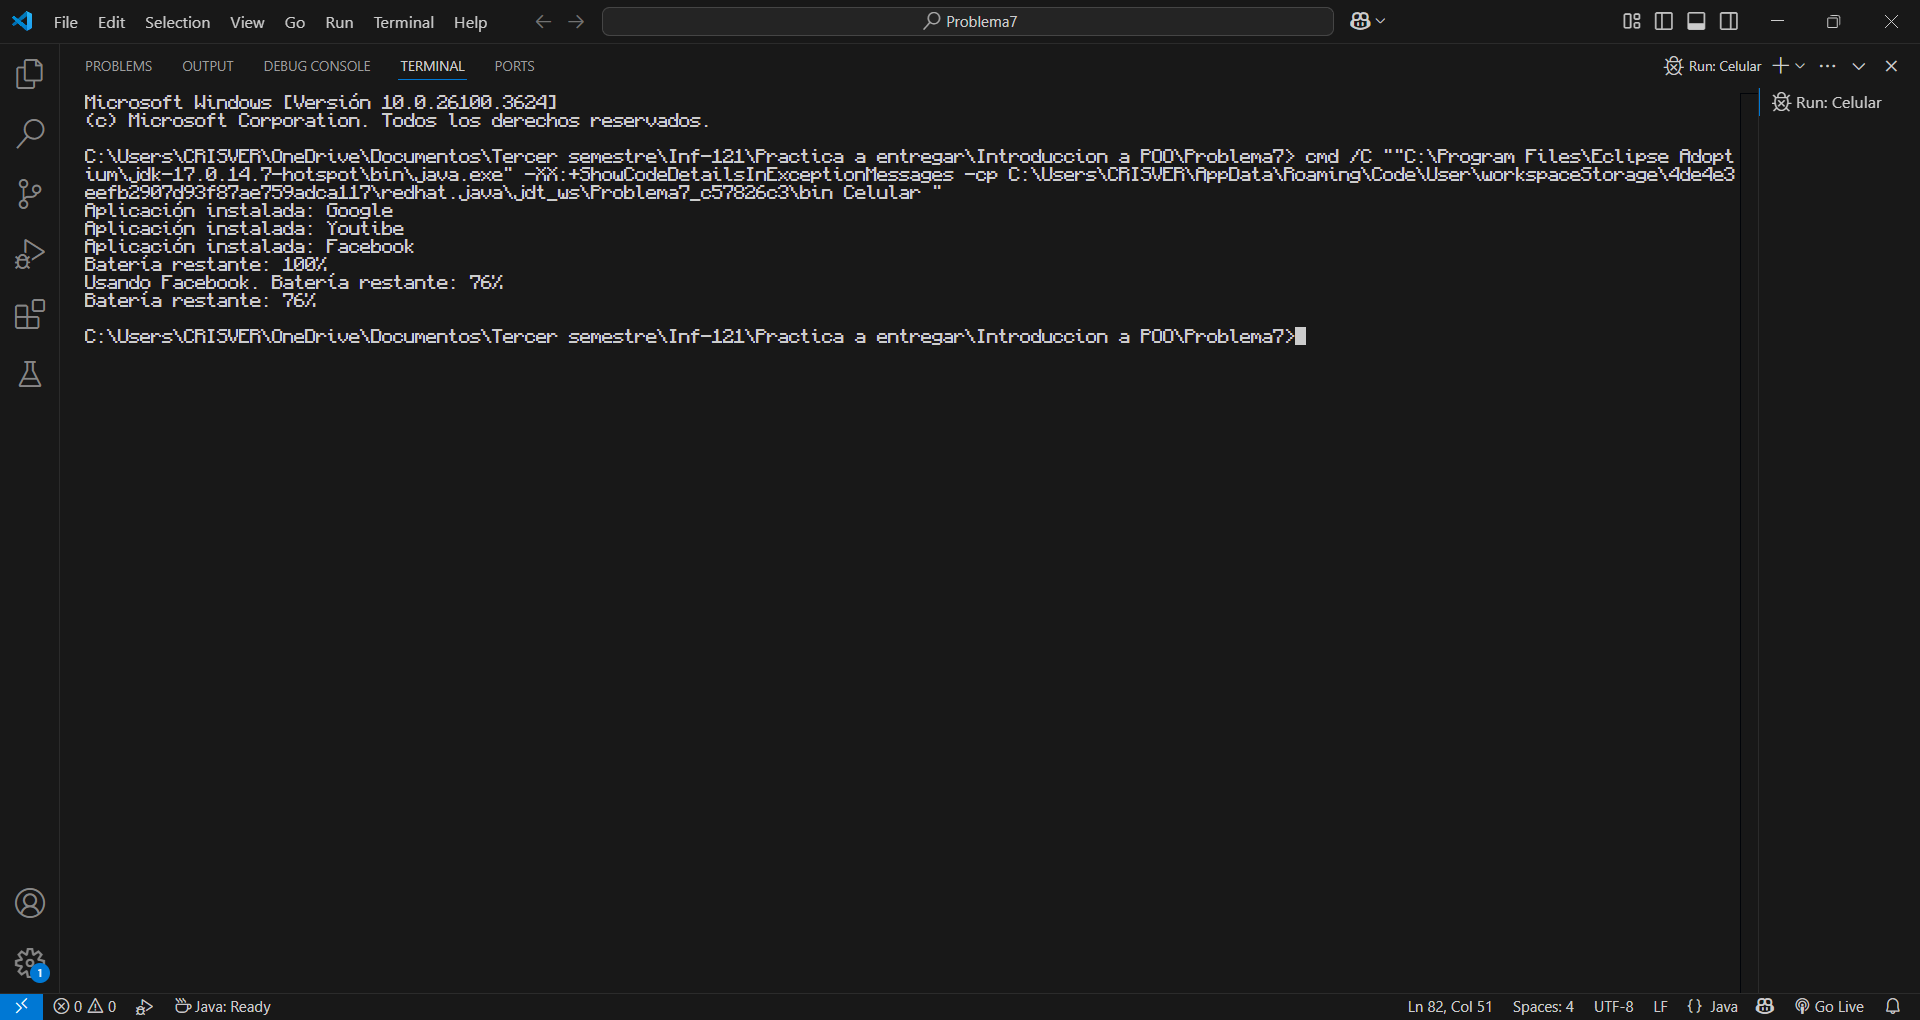 File Edit Selection View Go Run Terminal Help
Problema7
PROBLEMS OUTPUT DEBUG CONSOLE TERMINAL PORTS
Run: Celular
Run: Celular
Microsoft Windows [Versión 10.0.26100.3624]
(c) Microsoft Corporation. Todos los derechos reservados.
C:\Users\CRISVER\OneDrive\Documentos\Tercer semestre\Inf-121\Practica a entregar\Introduccion a POO\Problema7> cmd /C ""C:\Program Files\Eclipse Adopt
ium\jdk-17.0.14.7-hotspot\bin\java.exe" -XX:+ShowCodeDetailsInExceptionMessages -cp C:\Users\CRISVER\AppData\Roaming\Code\User\workspaceStorage\4de4e3
eefb2907d93f87ae759adca117\redhat.java\jdt_ws\Problema7_c57826c3\bin Celular "
Aplicación instalada: Google
Aplicación instalada: Youtibe
Aplicación instalada: Facebook
Batería restante: 100%
Usando Facebook. Batería restante: 76%
Batería restante: 76%
C:\Users\CRISVER\OneDrive\Documentos\Tercer semestre\Inf-121\Practica a entregar\Introduccion a POO\Problema7>
1
0 0 Java: Ready Ln 82, Col 51 Spaces: 4 UTF-8 LF {} Java Go Live